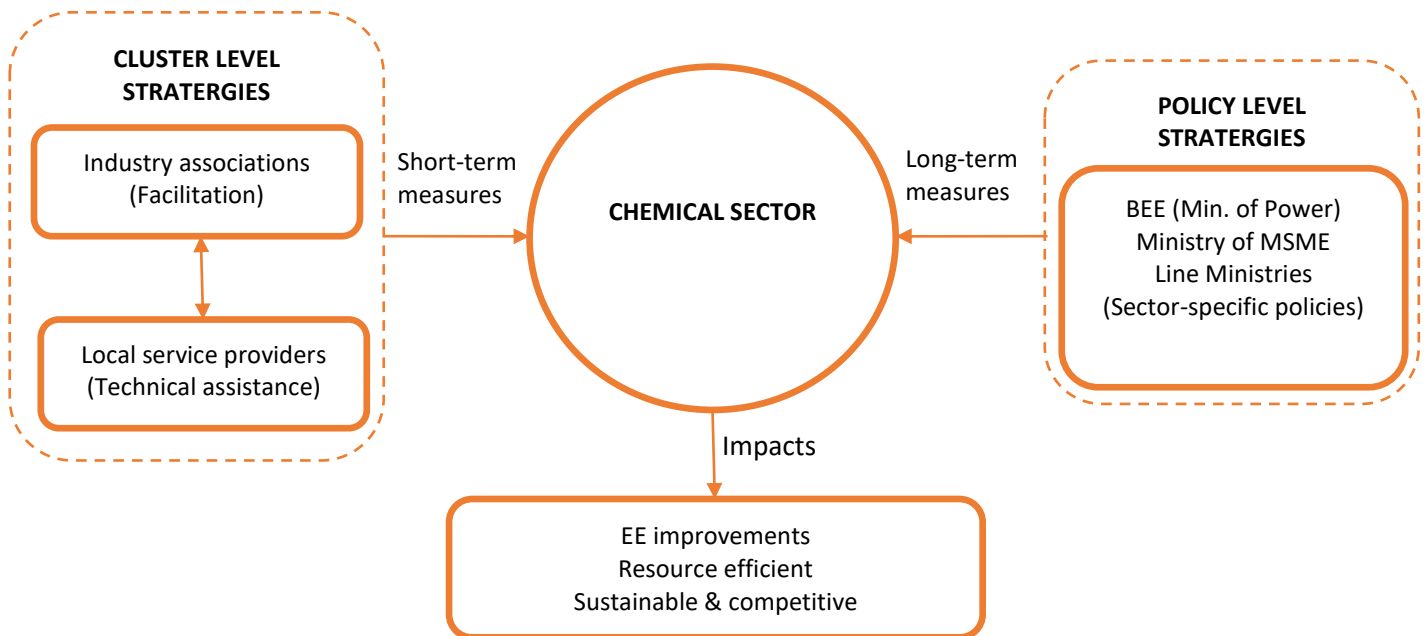 CLUSTER LEVEL
STRATERGIES
Industry associations
(Facilitation)
Local service providers
(Technical assistance)
Short-term
measures
CHEMICAL SECTOR
Long-term
measures
POLICY LEVEL
STRATERGIES
BEE (Min. of Power)
Ministry of MSME
Line Ministries
(Sector-specific policies)
Impacts
EE improvements
Resource efficient
Sustainable & competitive